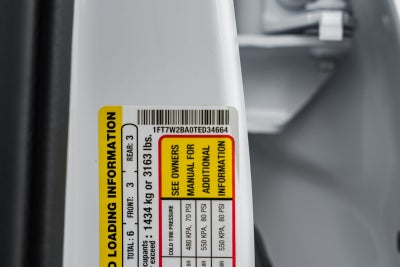 1FT7W2BA0TED34664
LOADING INFORMATION
TOTAL: 6 FRONT: 3 REAR: 3
exceed: 1434 kg or 3163 lbs.
SEE OWNERS
MANUAL FOR
ADDITIONAL
INFORMATION
COLD TIRE PRESSURE
480 KPA, 70 PSI
550 KPA, 80 PSI
550 KPA, 80 PSI